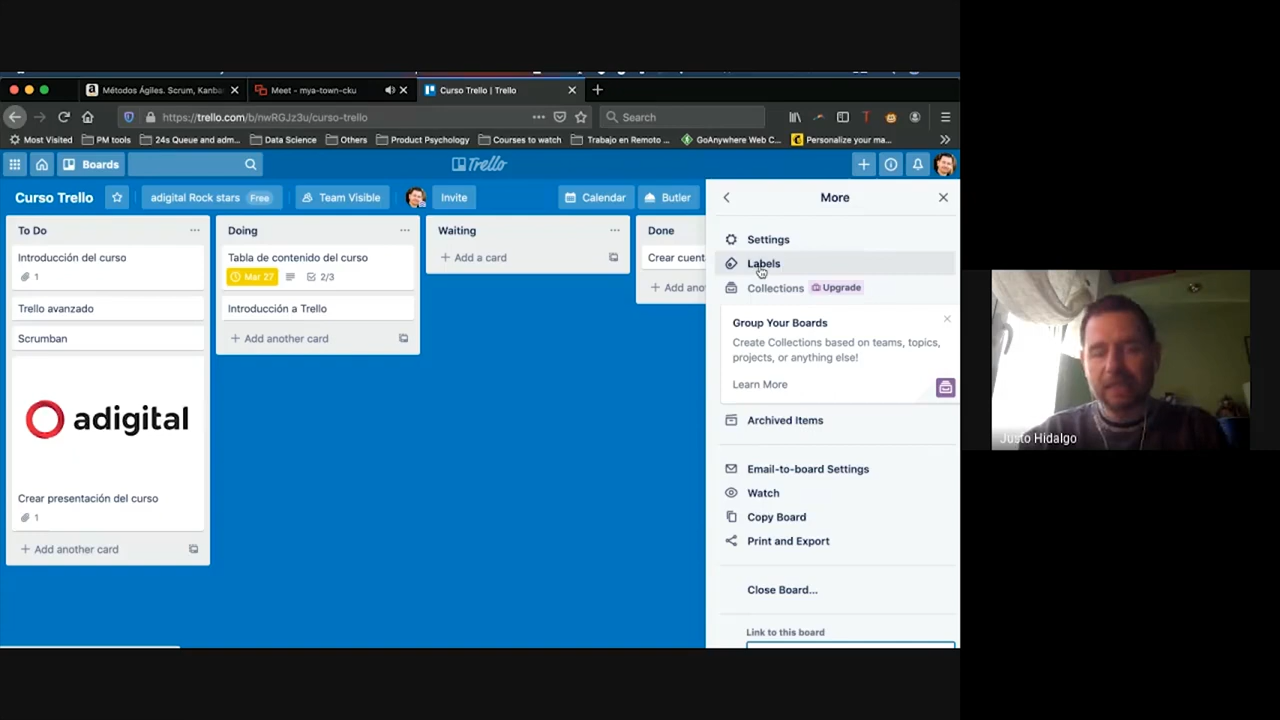 Métodos Ágiles. Scrum, Kanba
Meet - mya-town-cku
Curso Trello | Trello
https://trello.com/b/nwRGJz3u/curso-trello
Search
Most Visited
PM tools
24s Queue and adm...
Data Science
Others
Product Psychology
Courses to watch
Trabajo en Remoto ...
GoAnywhere Web C...
Personalize your ma...
Boards
Trello
Curso Trello
adigital Rock stars Free
Team Visible
Invite
Calendar
Butler
To Do
Introducción del curso
1
Trello avanzado
Scrumban
adigital
Crear presentación del curso
1
+ Add another card
Doing
Tabla de contenido del curso
Mar 27
2/3
Introducción a Trello
+ Add another card
Waiting
+ Add a card
Done
Crear cuent
+ Add ano
More
Settings
Labels
Collections Upgrade
Group Your Boards
Create Collections based on teams, topics,
projects, or anything else!
Learn More
Archived Items
Email-to-board Settings
Watch
Copy Board
Print and Export
Close Board...
Link to this board
Justo Hidalgo